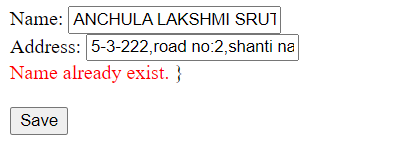 Name: ANCHULA LAKSHMI SRUT
Address: 5-3-222,road no:2,shanti na
Name already exist. }
Save